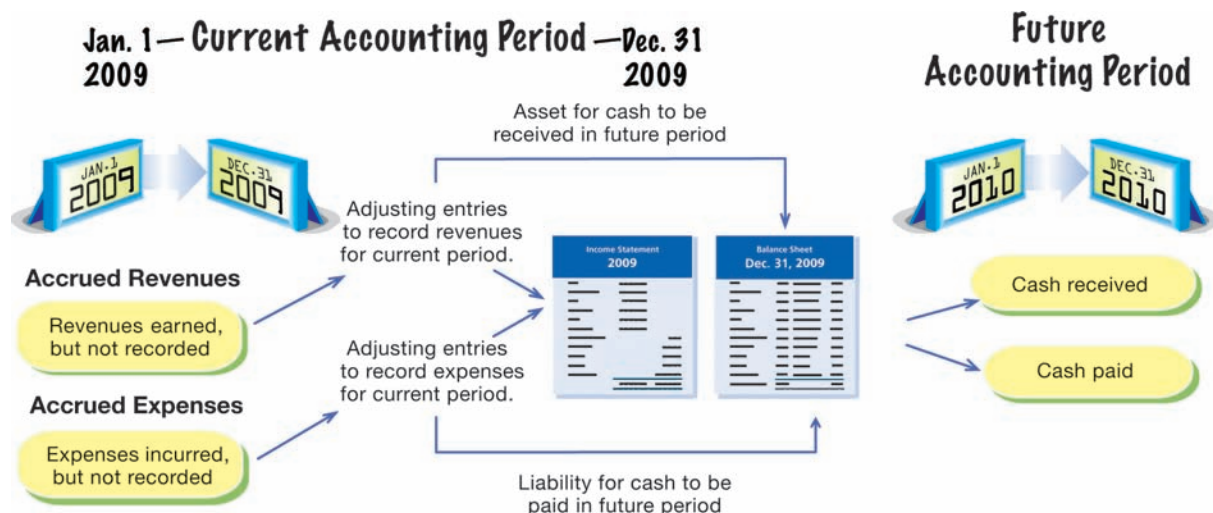 Jan. 1 — Current Accounting Period — Dec. 31
2009
2009
Future
Accounting Period
Asset for cash to be
received in future period
JAN.1
2009
DEC.31
2009
JAN.1
2010
DEC.31
2010
Adjusting entries
to record revenues
for current period.
Income Statement
2009
Balance Sheet
Dec. 31, 2009
Accrued Revenues
Revenues earned,
but not recorded
Cash received
Adjusting entries
to record expenses
for current period.
Cash paid
Accrued Expenses
Expenses incurred,
but not recorded
Liability for cash to be
paid in future period